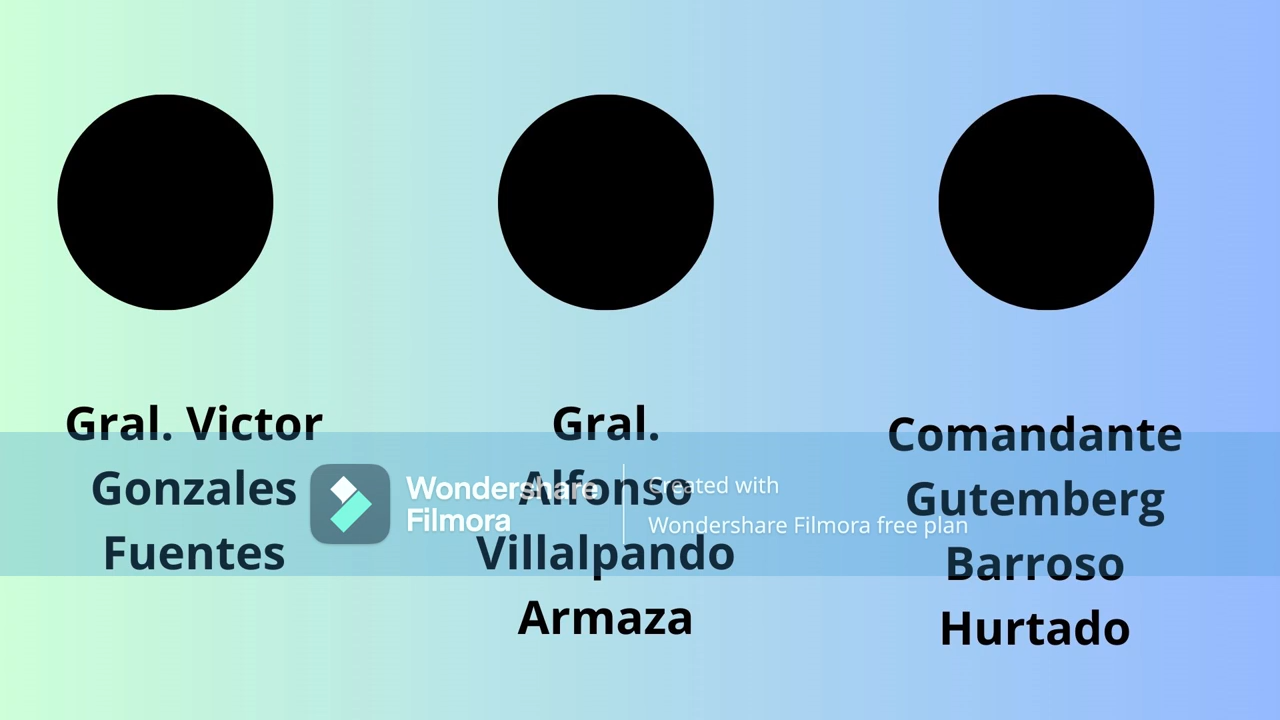 Gral. Victor
Gonzales
Fuentes
Gral.
Alfonso
Villalpando
Armaza
Comandante
Gutemberg
Barroso
Hurtado
Wondershare
Filmora
Created with
Wondershare Filmora free plan